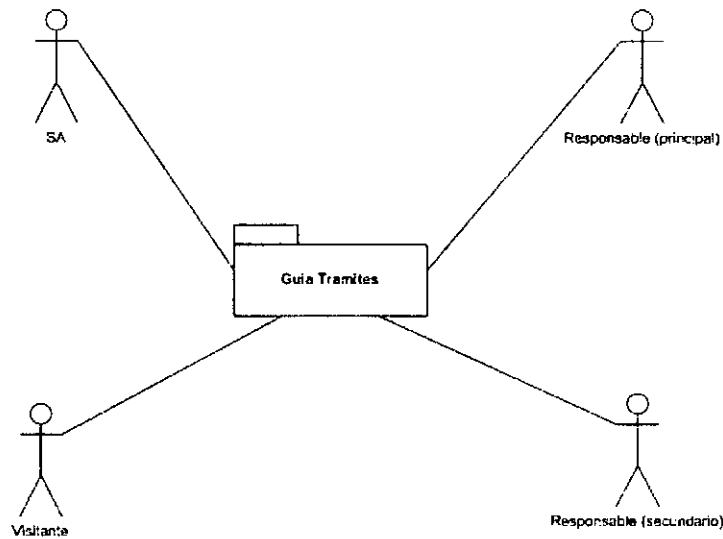 SA
Responsable (principal)
Guia Tramites
Visitante
Responsable (secundario)